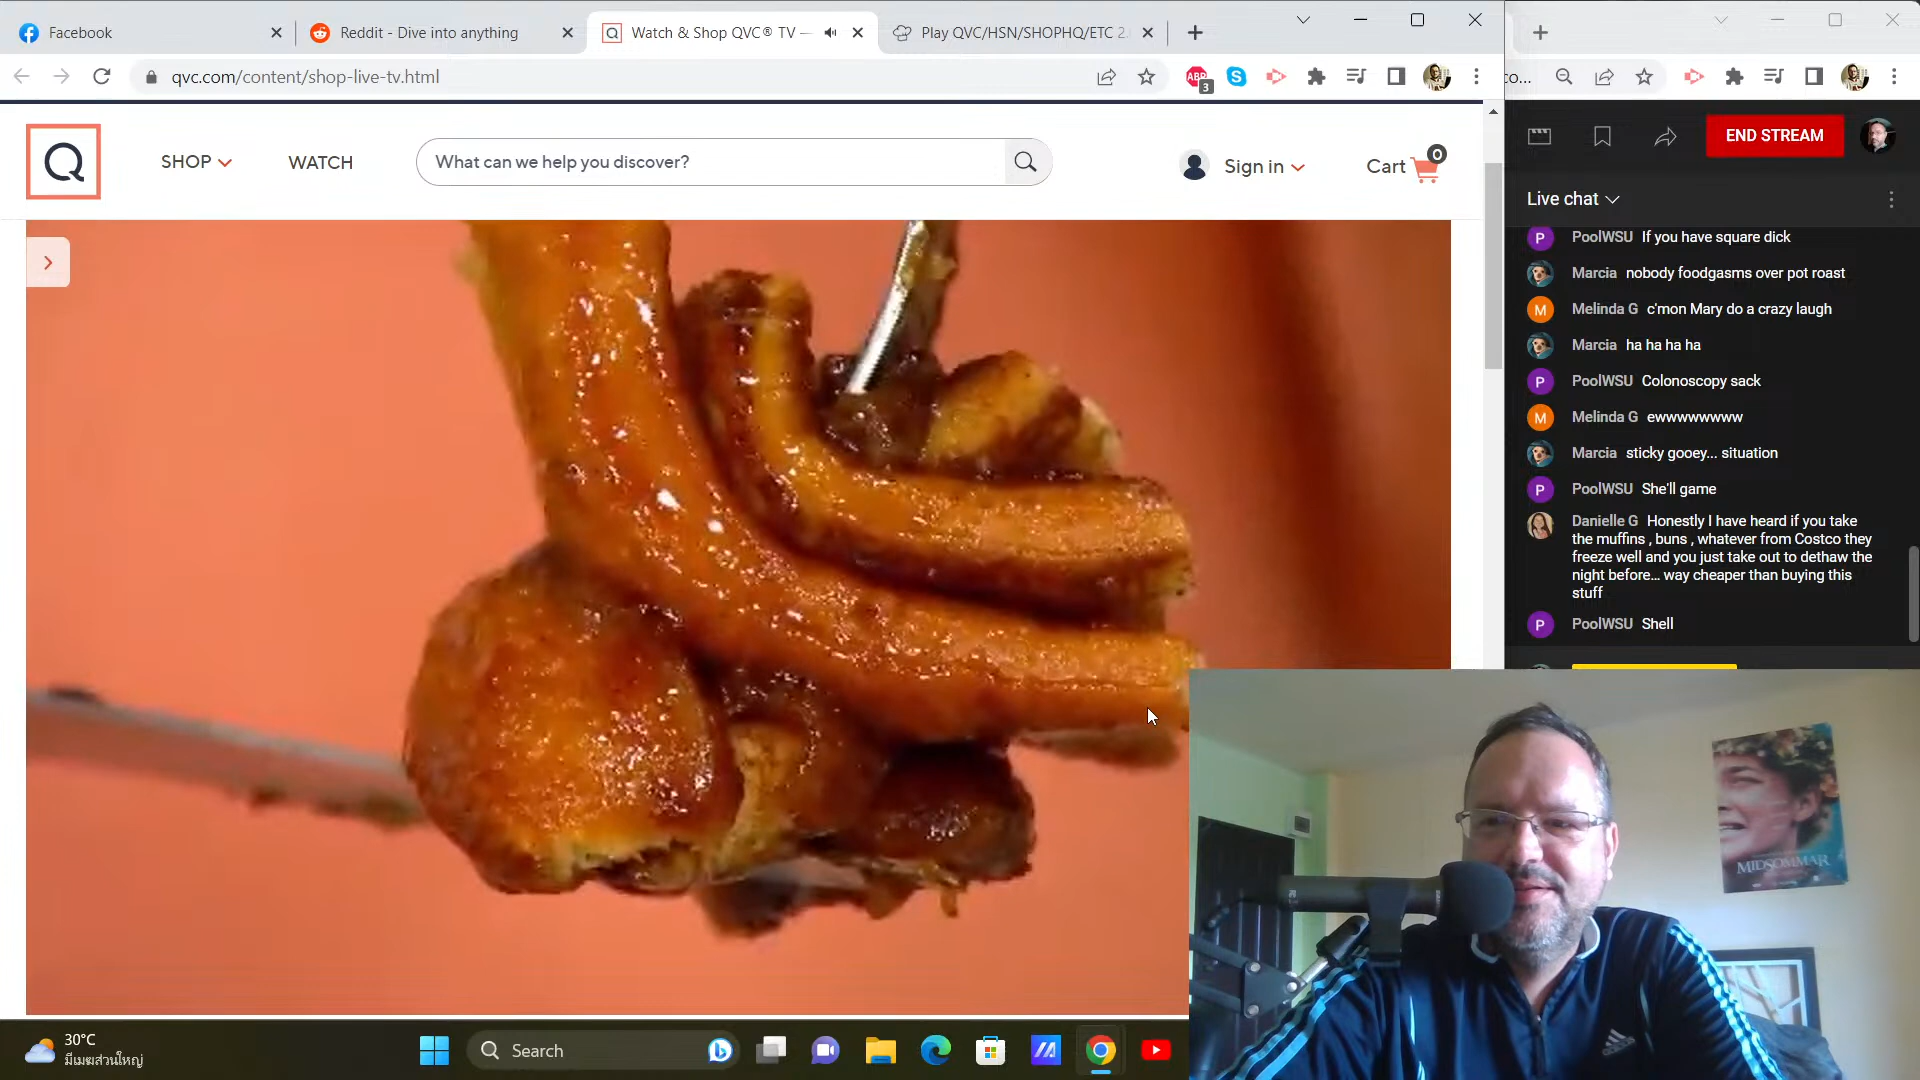 Facebook
Reddit - Dive into anything
Watch & Shop QVC® TV —
Play QVC/HSN/SHOPHQ/ETC 2.
qvc.com/content/shop-live-tv.html
ABP
3
co...
Q
SHOP
WATCH
What can we help you discover?
Sign in
Cart
0
END STREAM
Live chat
P PoolWSU If you have square dick
Marcia nobody foodgasms over pot roast
M Melinda G c'mon Mary do a crazy laugh
Marcia ha ha ha ha
P PoolWSU Colonoscopy sack
M Melinda G ewwwwwwww
Marcia sticky gooey... situation
P PoolWSU She'll game
Danielle G Honestly I have heard if you take
the muffins , buns , whatever from Costco they
freeze well and you just take out to dethaw the
night before... way cheaper than buying this
stuff
P PoolWSU Shell
MIDSOMMAR
adidas
30°C
มีเมฆส่วนใหญ่
Search